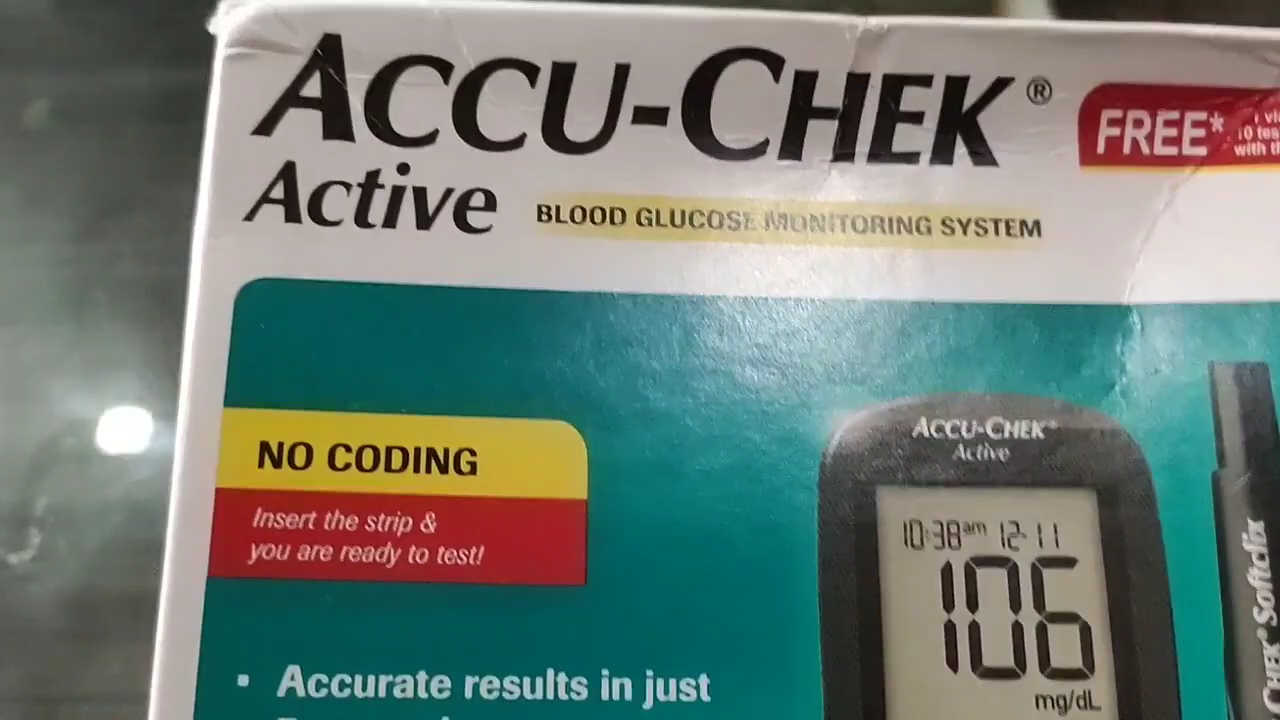 ACCU-CHEK®
Active
BLOOD GLUCOSE MONITORING SYSTEM
FREE*
with
NO CODING
Insert the strip &
you are ready to test!
ACCU-CHEK®
Active
10:38am 12-11
106
mg/dL
Softclix
Accurate results in just